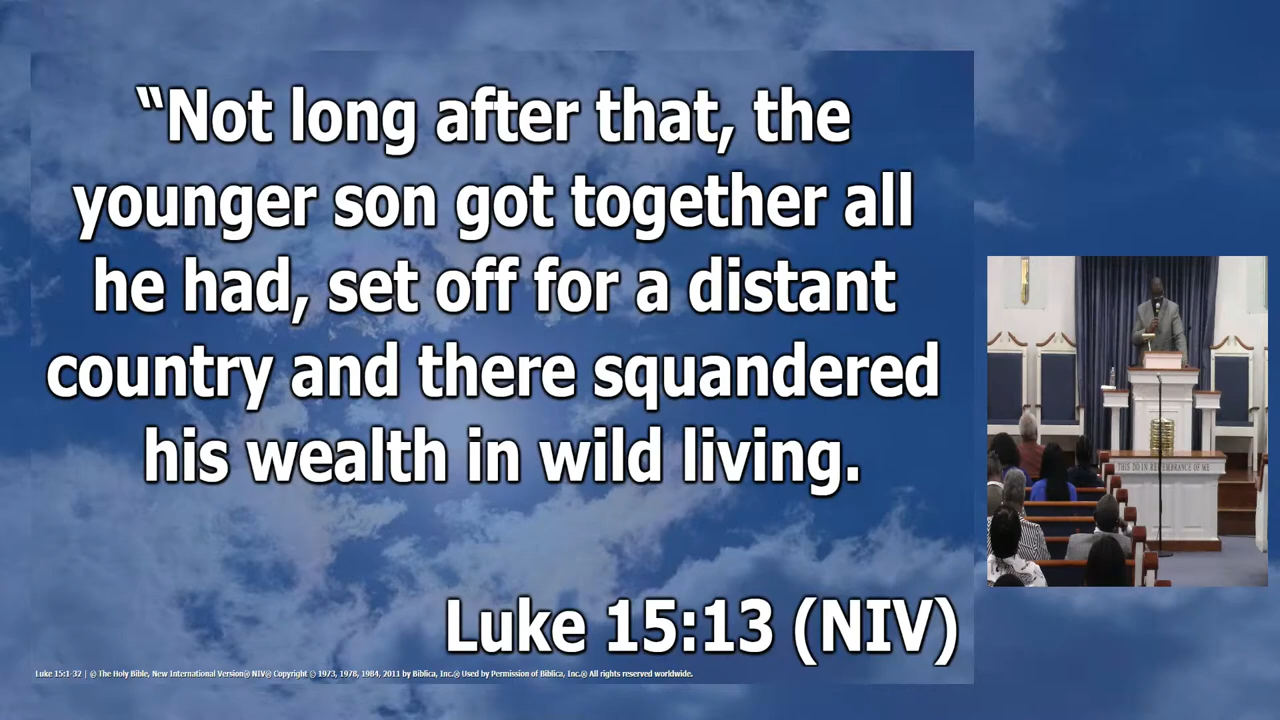 “Not long after that, the
younger son got together all
he had, set off for a distant
country and there squandered
his wealth in wild living.
Luke 15:13 (NIV)
Luke 15:1-32 | © The Holy Bible, New International Version® NIV® Copyright © 1973, 1978, 1984, 2011 by Biblica, Inc.® Used by Permission of Biblica, Inc.® All rights reserved worldwide.
THIS DO IN REMEMBRANCE OF ME